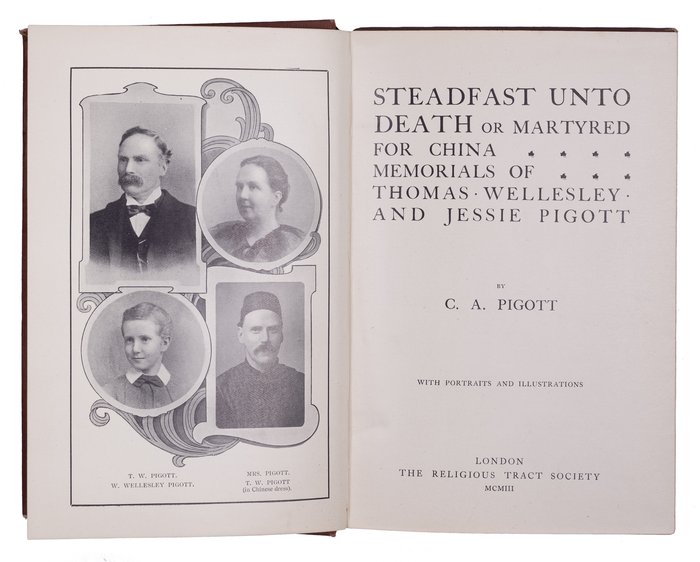 T. W. PIGOTT.
W. WELLESLEY PIGOTT.
MRS. PIGOTT.
T. W. PIGOTT
(in Chinese dress).
STEADFAST UNTO
DEATH OR MARTYRED
FOR CHINA
MEMORIALS OF
THOMAS · WELLESLEY ·
AND JESSIE PIGOTT
BY
C. A. PIGOTT
WITH PORTRAITS AND ILLUSTRATIONS
LONDON
THE RELIGIOUS TRACT SOCIETY
MCMIII